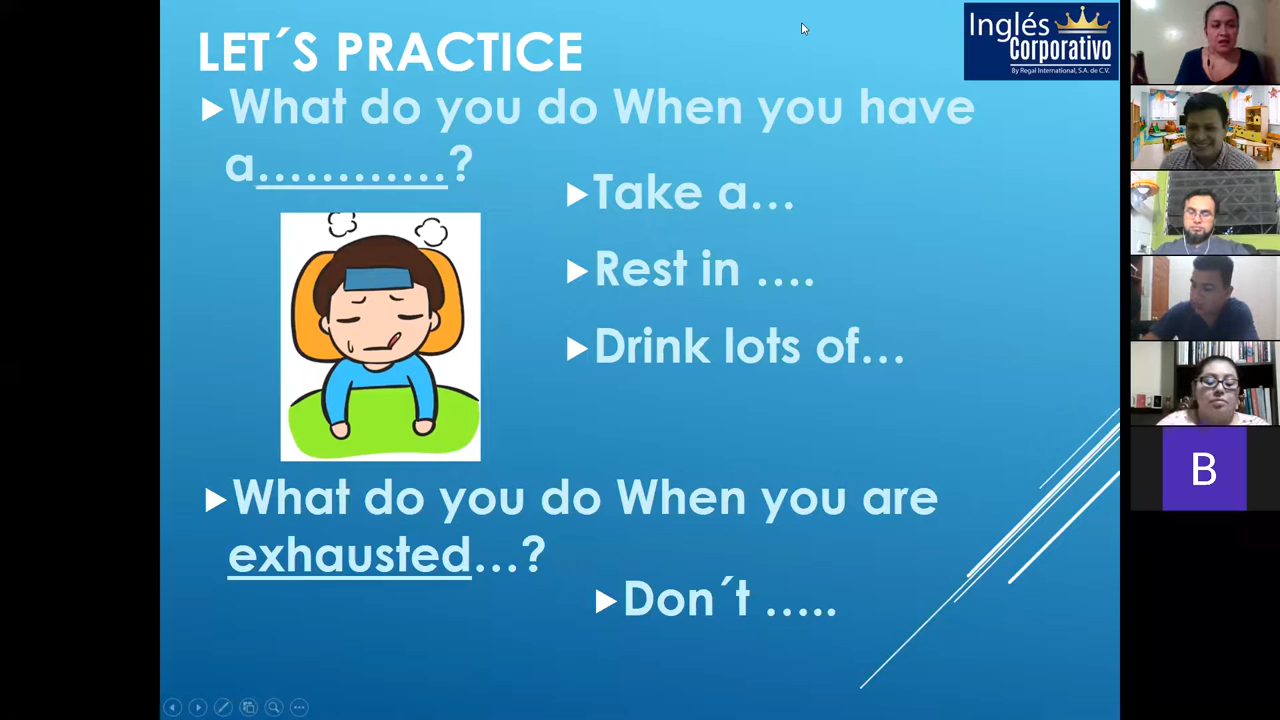 LET´S PRACTICE
What do you do When you have
a............?
Take a…
Rest in ….
Drink lots of…
What do you do When you are
exhausted…?
Don´t …..
Inglés
Corporativo
By Regal International, S.A. de C.V.
B